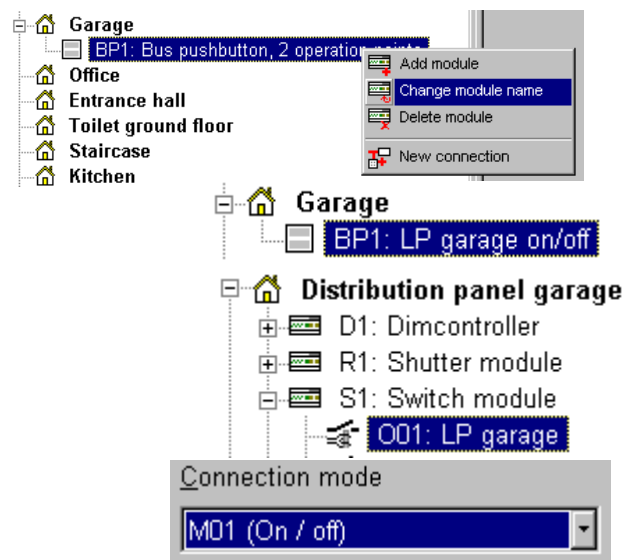 Garage
BP1: Bus pushbutton, 2 operation points
Add module
Office
Change module name
Entrance hall
Delete module
Toilet ground floor
Staircase
New connection
Kitchen
Garage
BP1: LP garage on/off
Distribution panel garage
D1: Dimcontroller
R1: Shutter module
S1: Switch module
O01: LP garage
Connection mode
M01 (On / off)